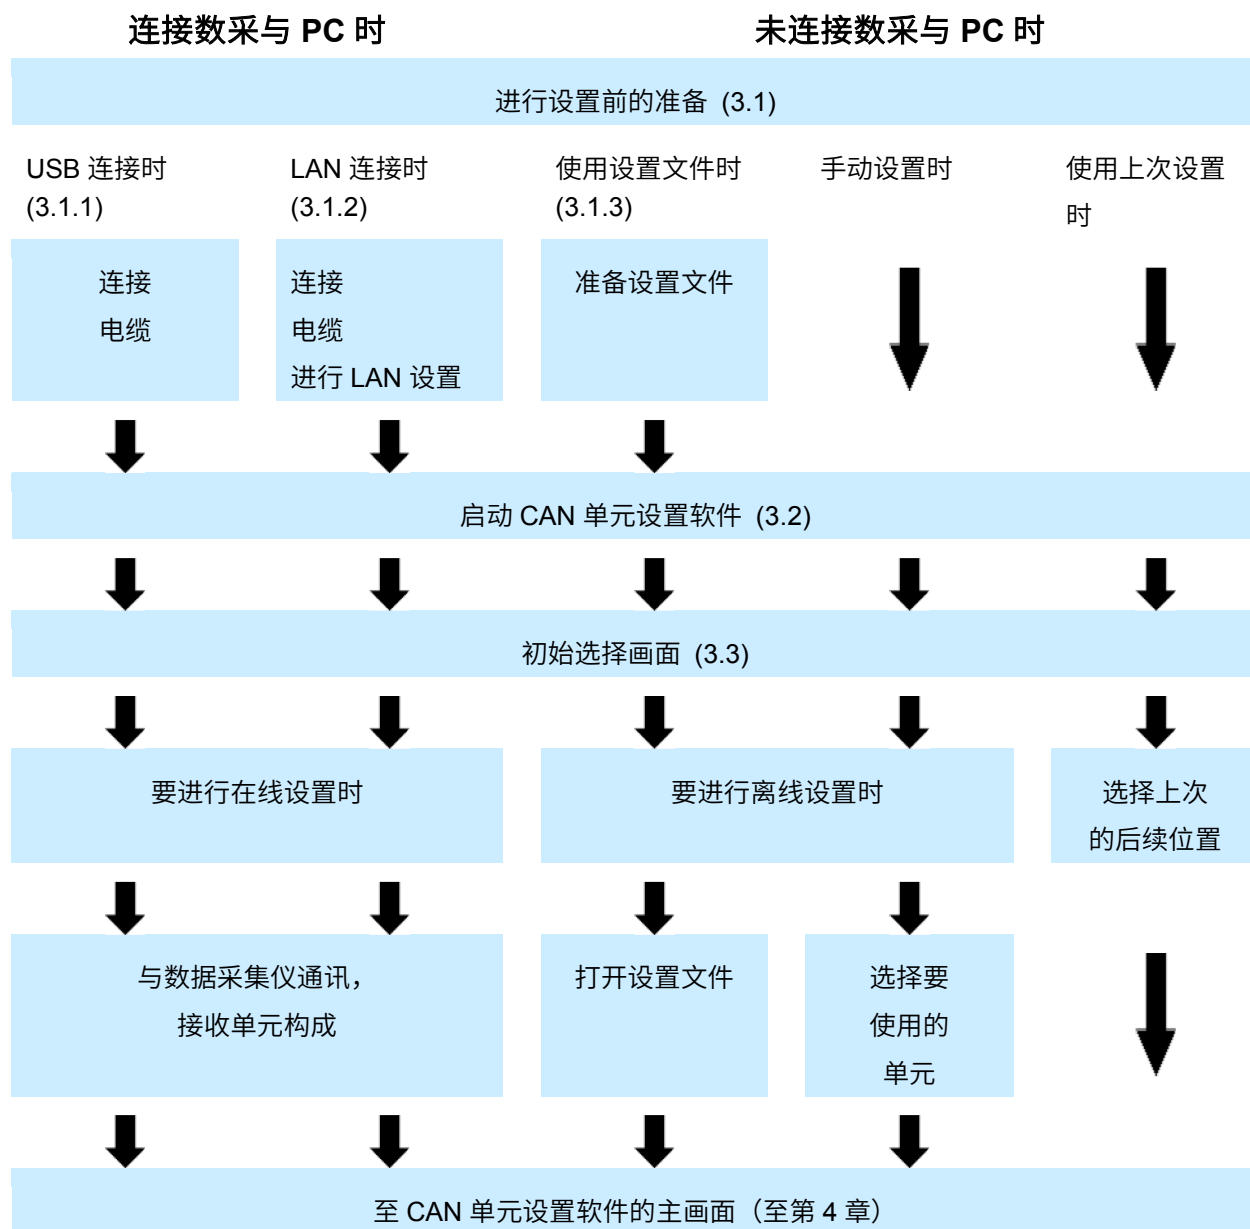 连接数采与 PC 时
未连接数采与 PC 时
进行设置前的准备 (3.1)
USB 连接时
(3.1.1)
LAN 连接时
(3.1.2)
使用设置文件时
(3.1.3)
手动设置时
使用上次设置
时
连接
电缆
连接
电缆
进行 LAN 设置
准备设置文件
启动 CAN 单元设置软件 (3.2)
初始选择画面 (3.3)
要进行在线设置时
要进行离线设置时
选择上次
的后续位置
与数据采集仪通讯，
接收单元构成
打开设置文件
选择要
使用的
单元
至 CAN 单元设置软件的主画面（至第 4 章）